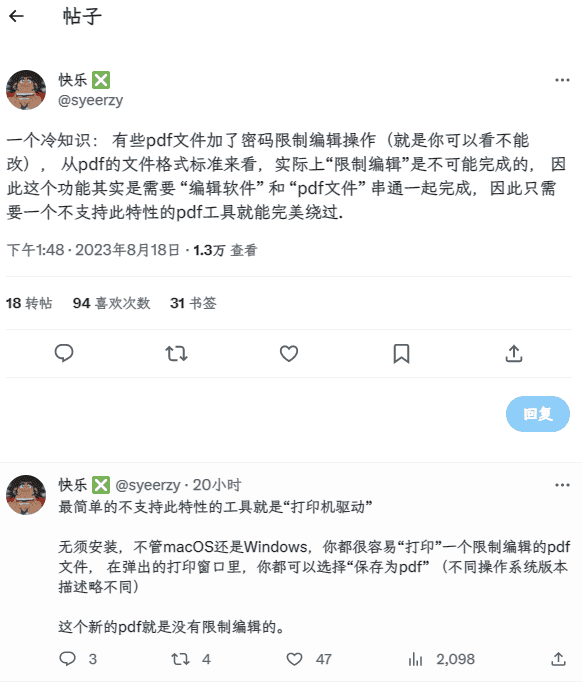 帖子
快乐 ❎
@syeerzy
一个冷知识： 有些pdf文件加了密码限制编辑操作（就是你可以看不能
改）， 从pdf的文件格式标准来看，实际上“限制编辑”是不可能完成的， 因
此这个功能其实是需要 “编辑软件” 和 “pdf文件” 串通一起完成，因此只需
要一个不支持此特性的pdf工具就能完美绕过.
下午1:48 · 2023年8月18日 · 1.3万 查看
18 转帖 94 喜欢次数 31 书签
回复
快乐 ❎ @syeerzy · 20小时
最简单的不支持此特性的工具就是“打印机驱动”
无须安装，不管macOS还是Windows，你都很容易“打印”一个限制编辑的pdf
文件， 在弹出的打印窗口里，你都可以选择“保存为pdf” （不同操作系统版本
描述略不同）
这个新的pdf就是没有限制编辑的。
3 4 47 2,098